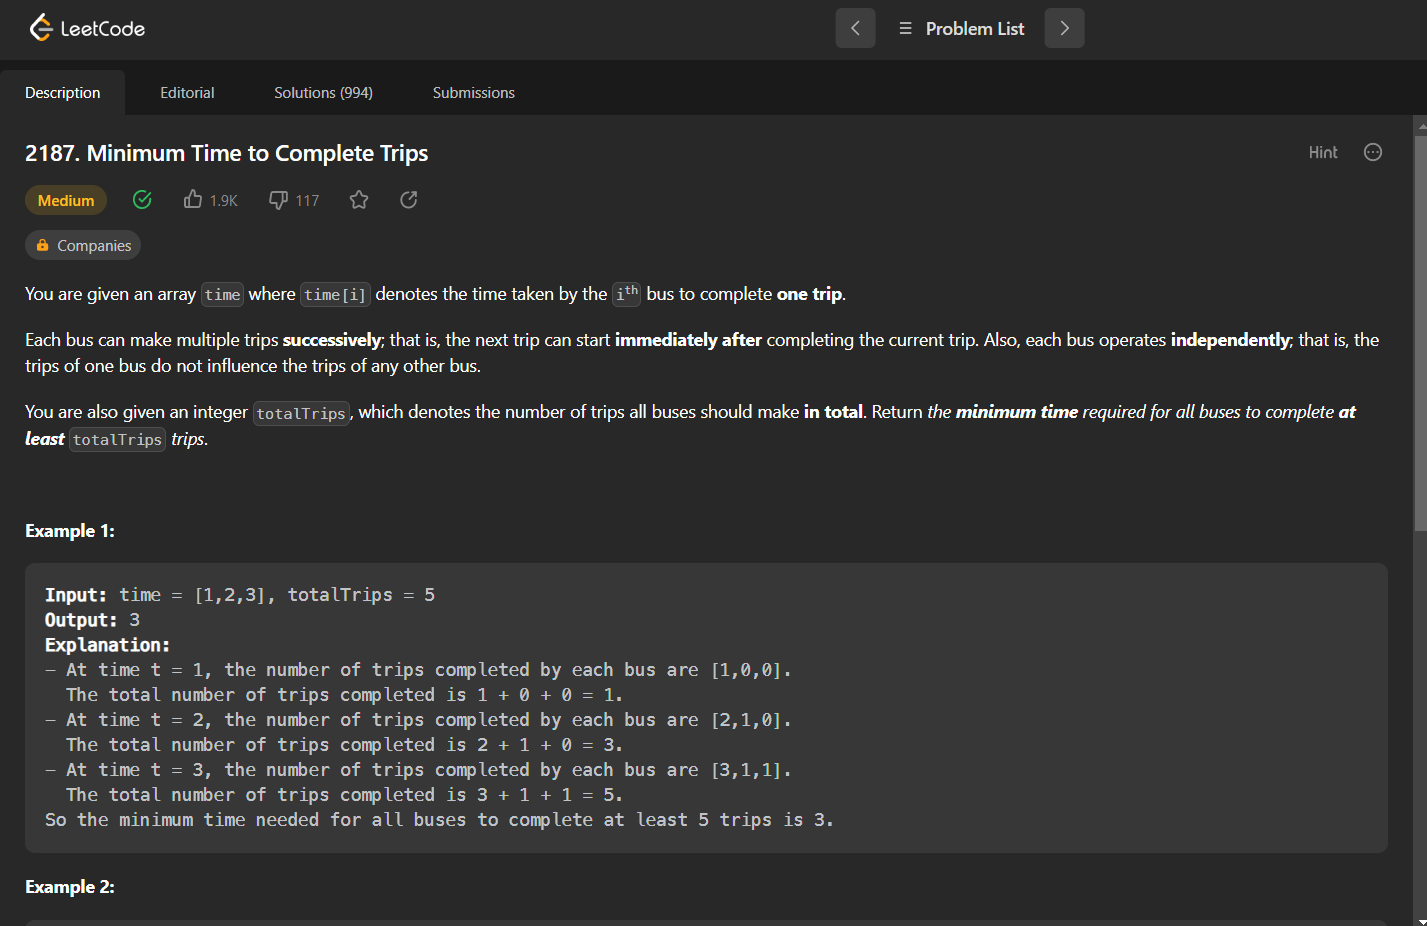 LeetCode
Problem List
Description Editorial Solutions (994) Submissions
2187. Minimum Time to Complete Trips
Hint
Medium 1.9K 117
Companies
You are given an array time where time[i] denotes the time taken by the ith bus to complete one trip.
Each bus can make multiple trips successively; that is, the next trip can start immediately after completing the current trip. Also, each bus operates independently; that is, the
trips of one bus do not influence the trips of any other bus.
You are also given an integer totalTrips, which denotes the number of trips all buses should make in total. Return the minimum time required for all buses to complete at
least totalTrips trips.
Example 1:
Input: time = [1,2,3], totalTrips = 5
Output: 3
Explanation:
- At time t = 1, the number of trips completed by each bus are [1,0,0].
The total number of trips completed is 1 + 0 + 0 = 1.
- At time t = 2, the number of trips completed by each bus are [2,1,0].
The total number of trips completed is 2 + 1 + 0 = 3.
- At time t = 3, the number of trips completed by each bus are [3,1,1].
The total number of trips completed is 3 + 1 + 1 = 5.
So the minimum time needed for all buses to complete at least 5 trips is 3.
Example 2: